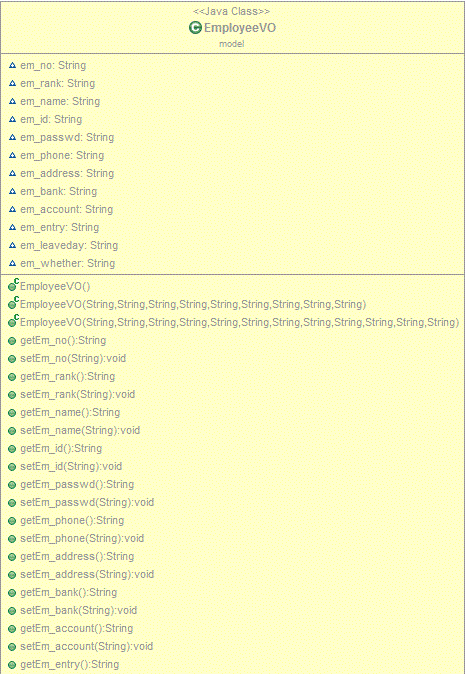 <<Java Class>>
EmployeeVO
model
em_no: String
em_rank: String
em_name: String
em_id: String
em_passwd: String
em_phone: String
em_address: String
em_bank: String
em_account: String
em_entry: String
em_leaveday: String
em_whether: String
EmployeeVO()
EmployeeVO(String,String,String,String,String,String,String,String,String)
EmployeeVO(String,String,String,String,String,String,String,String,String,String,String,String)
getEm_no():String
setEm_no(String):void
getEm_rank():String
setEm_rank(String):void
getEm_name():String
setEm_name(String):void
getEm_id():String
setEm_id(String):void
getEm_passwd():String
setEm_passwd(String):void
getEm_phone():String
setEm_phone(String):void
getEm_address():String
setEm_address(String):void
getEm_bank():String
setEm_bank(String):void
getEm_account():String
setEm_account(String):void
getEm_entry():String